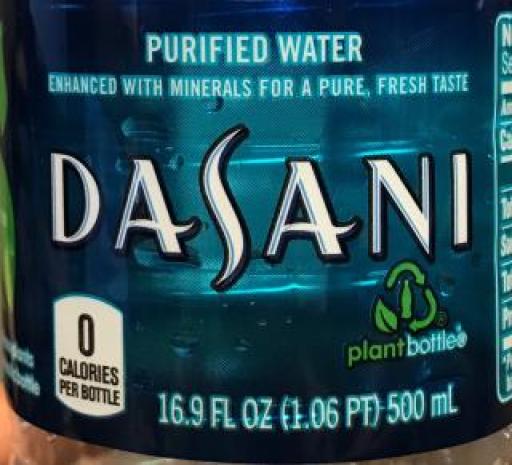 PURIFIED WATER
ENHANCED WITH MINERALS FOR A PURE, FRESH TASTE
DASANI
plantbottle®
0
CALORIES
PER BOTTLE
16.9 FL OZ (1.06 PT) 500 mL